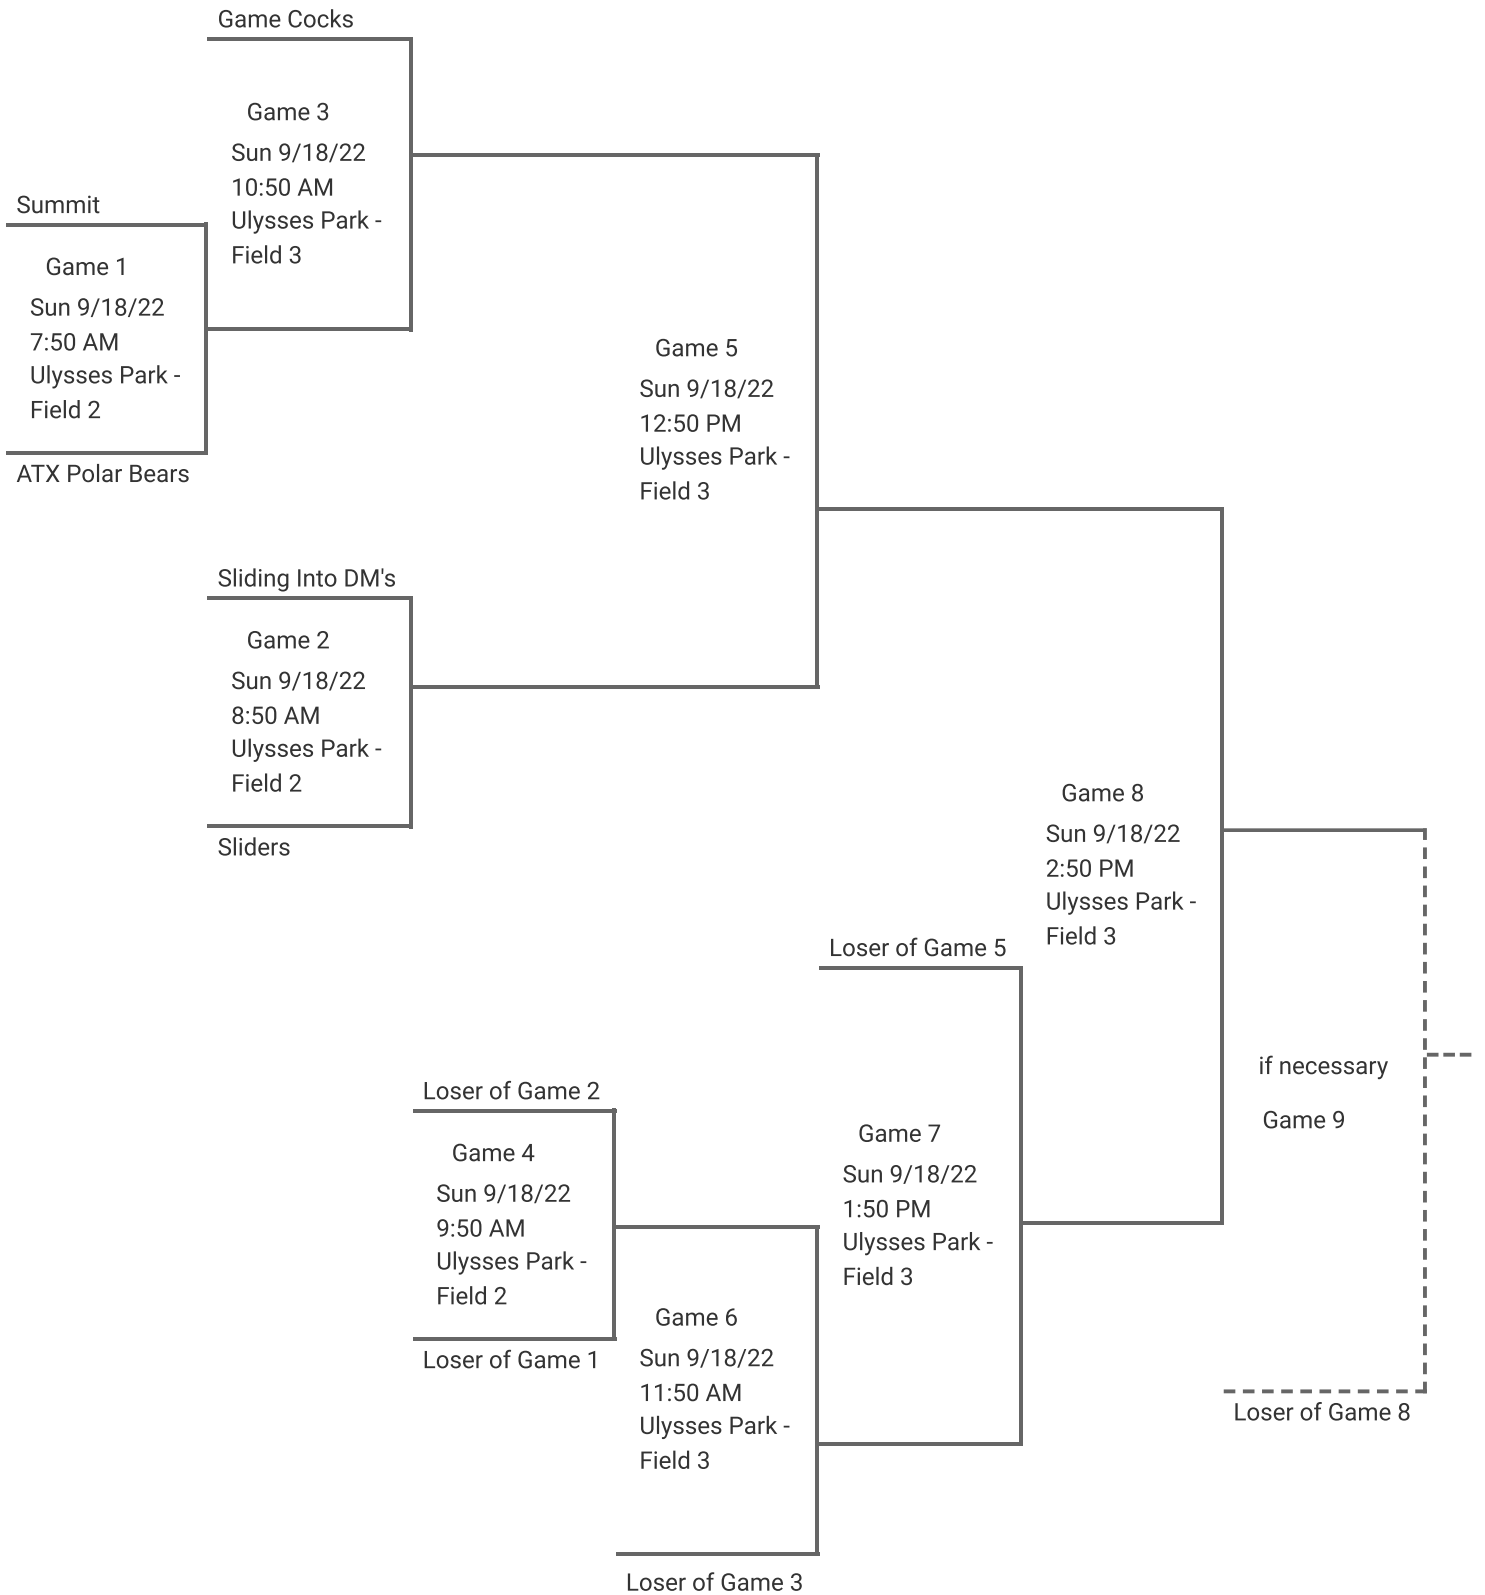 Game Cocks
Game 3
Sun 9/18/22
10:50 AM
Ulysses Park -
Field 3
Summit
Game 1
Sun 9/18/22
7:50 AM
Ulysses Park -
Field 2
ATX Polar Bears
Game 5
Sun 9/18/22
12:50 PM
Ulysses Park -
Field 3
Sliding Into DM's
Game 2
Sun 9/18/22
8:50 AM
Ulysses Park -
Field 2
Sliders
Game 8
Sun 9/18/22
2:50 PM
Ulysses Park -
Field 3
Loser of Game 5
Game 7
Sun 9/18/22
1:50 PM
Ulysses Park -
Field 3
if necessary
Game 9
Loser of Game 8
Loser of Game 2
Game 4
Sun 9/18/22
9:50 AM
Ulysses Park -
Field 2
Loser of Game 1
Game 6
Sun 9/18/22
11:50 AM
Ulysses Park -
Field 3
Loser of Game 3